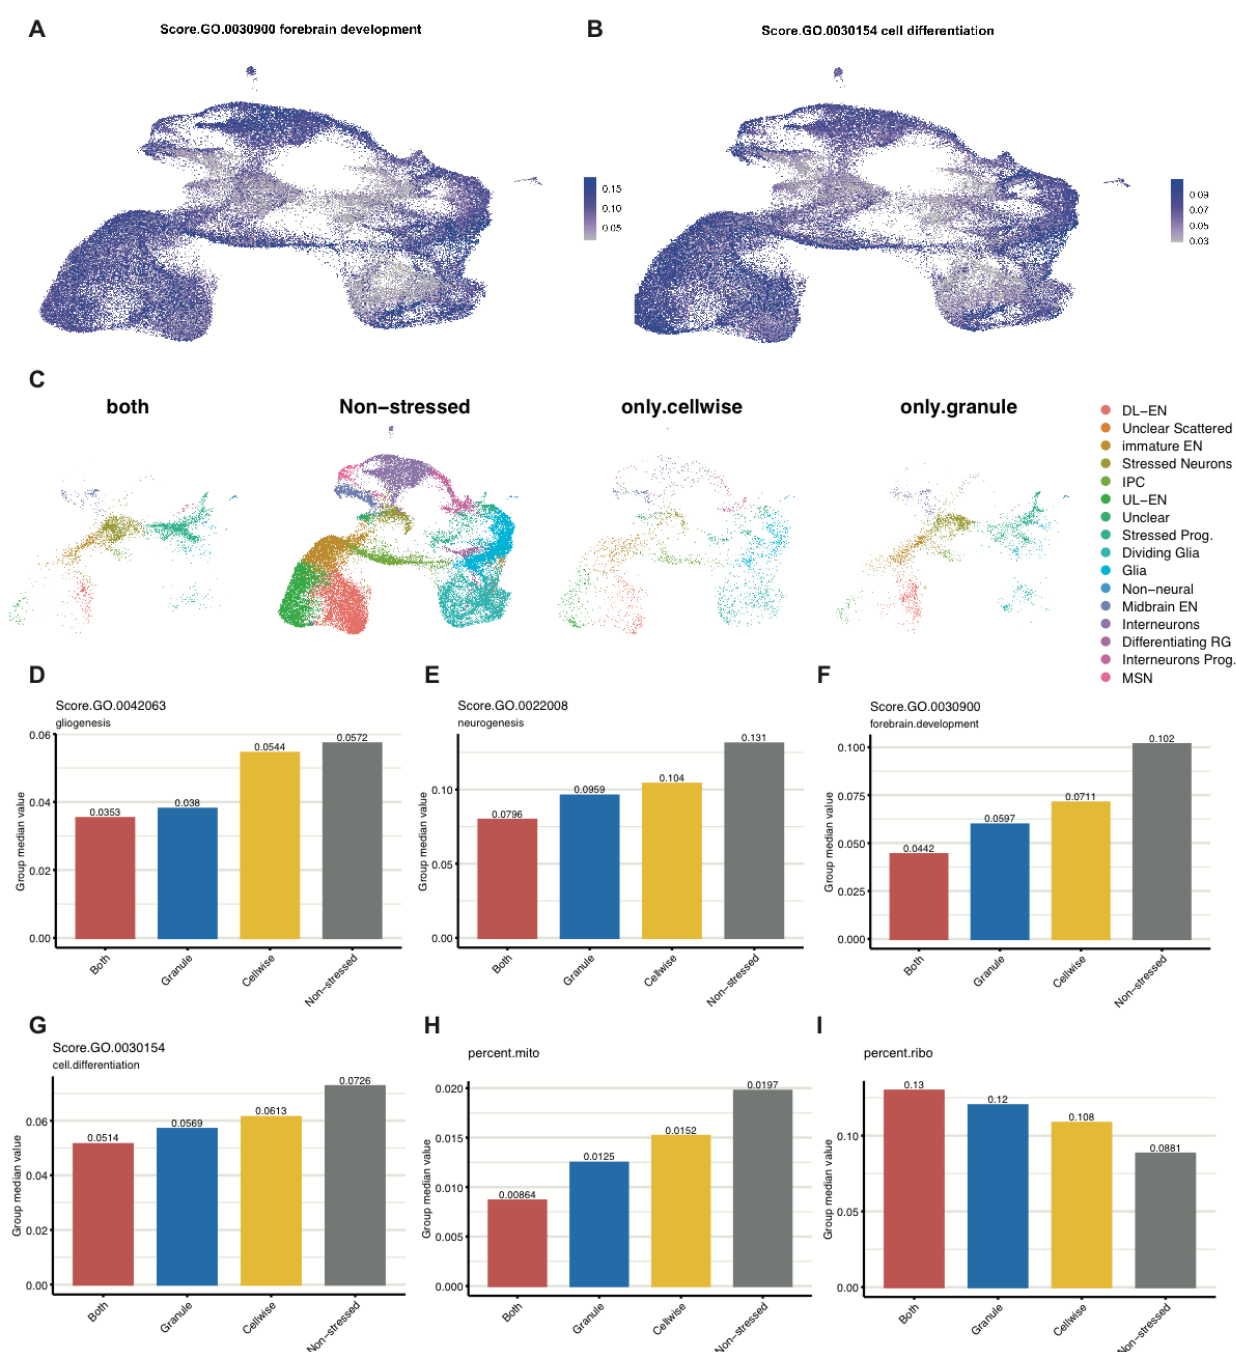 A
Score.GO.0030900 forebrain development
B
Score.GO.0030154 cell differentiation
0.15
0.10
0.05
0.09
0.07
0.05
0.03
C
both
Non−stressed
only.cellwise
only.granule
DL−EN
Unclear Scattered
immature EN
Stressed Neurons
IPC
UL−EN
Unclear
Stressed Prog.
Dividing Glia
Glia
Non−neural
Midbrain EN
Interneurons
Differentiating RG
Interneurons Prog.
MSN
D
Score.GO.0042063
gliogenesis
Group median value
0.06
0.04
0.02
0.00
0.0353
0.038
0.0544
0.0572
Both
Granule
Cellwise
Non−stressed
E
Score.GO.0022008
neurogenesis
Group median value
0.10
0.05
0.00
0.0796
0.0959
0.104
0.131
Both
Granule
Cellwise
Non−stressed
F
Score.GO.0030900
forebrain.development
Group median value
0.100
0.075
0.050
0.025
0.000
0.0442
0.0597
0.0711
0.102
Both
Granule
Cellwise
Non−stressed
G
Score.GO.0030154
cell.differentiation
Group median value
0.06
0.04
0.02
0.00
0.0514
0.0569
0.0613
0.0726
Both
Granule
Cellwise
Non−stressed
H
percent.mito
Group median value
0.020
0.015
0.010
0.005
0.000
0.00864
0.0125
0.0152
0.0197
Both
Granule
Cellwise
Non−stressed
I
percent.ribo
Group median value
0.10
0.05
0.00
0.13
0.12
0.108
0.0881
Both
Granule
Cellwise
Non−stressed